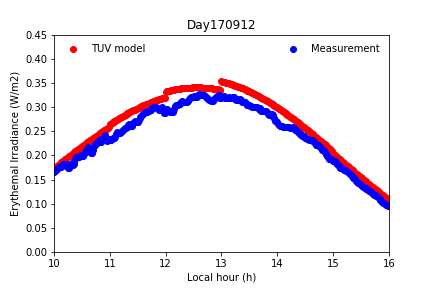 Day170912
TUV model
Measurement
Erythemal Irradiance (W/m2)
0.45
0.40
0.35
0.30
0.25
0.20
0.15
0.10
0.05
0.00
10 11 12 13 14 15 16
Local hour (h)